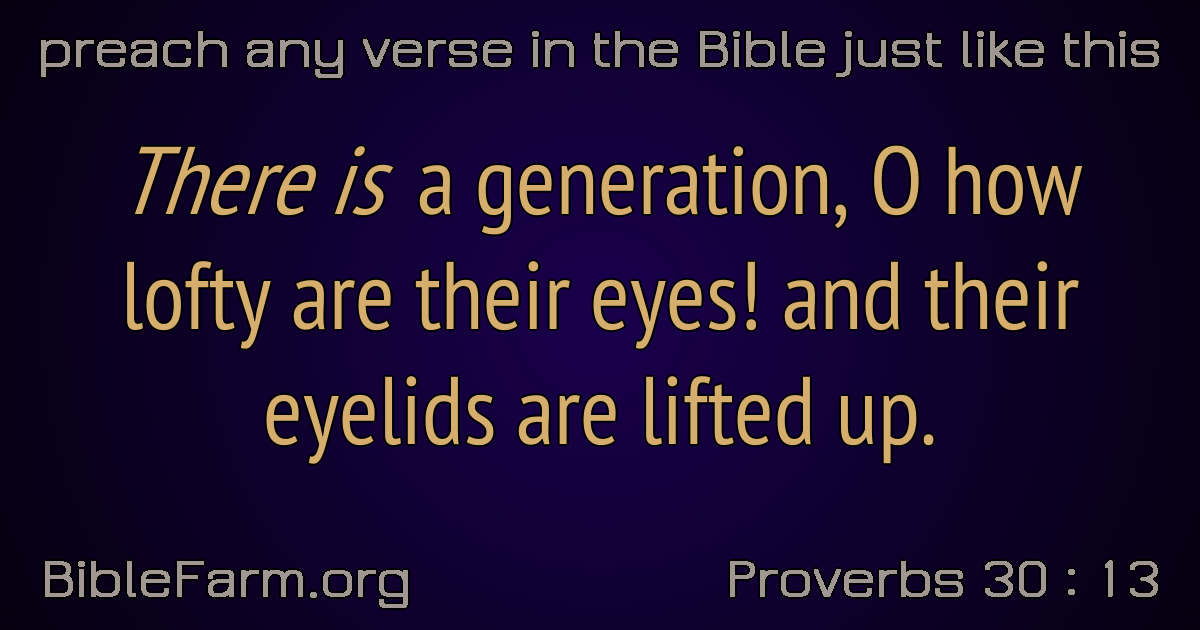 preach any verse in the Bible just like this
There is a generation, O how
lofty are their eyes! and their
eyelids are lifted up.
BibleFarm.org
Proverbs 30 : 13